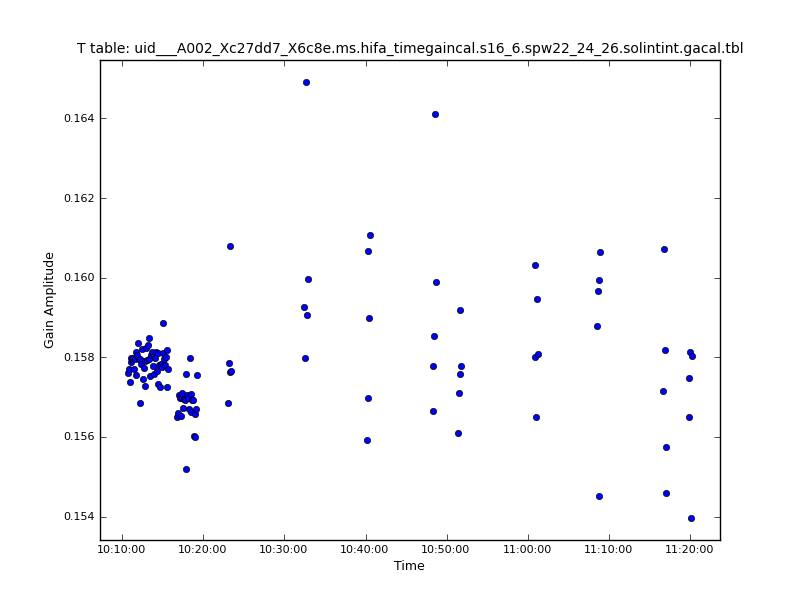 T table: uid___A002_Xc27dd7_X6c8e.ms.hifa_timegaincal.s16_6.spw22_24_26.solintint.gacal.tbl
0.164
0.162
0.160
0.158
0.156
0.154
Gain Amplitude
10:10:00 10:20:00 10:30:00 10:40:00 10:50:00 11:00:00 11:10:00 11:20:00
Time